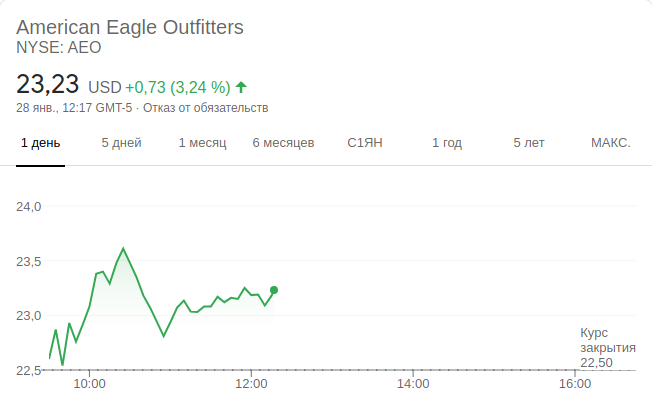 American Eagle Outfitters
NYSE: AEO
23,23 USD +0,73 (3,24 %)
28 янв., 12:17 GMT-5 · Отказ от обязательств
1 день 5 дней 1 месяц 6 месяцев С1ЯН 1 год 5 лет МАКС.
24,0
23,5
23,0
Курс
закрытия
22,50
22,5
10:00 12:00 14:00 16:00